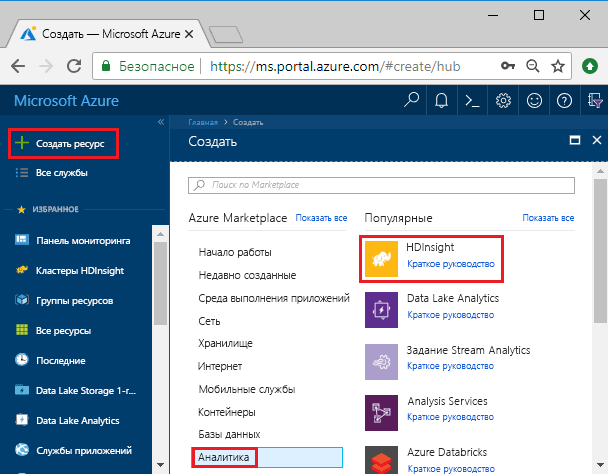 Создать — Microsoft Azure
Безопасное
https://ms.portal.azure.com/#create/hub
Microsoft Azure
Создать ресурс
Все службы
ИЗБРАННОЕ
Панель мониторинга
Кластеры HDInsight
Группы ресурсов
Все ресурсы
Последние
Data Lake Storage 1-г...
Data Lake Analytics
Службы приложений
Главная > Создать
Создать
Поиск по Marketplace
Azure Marketplace
Показать все
Начало работы
Недавно созданные
Среда выполнения приложений
Сеть
Хранилище
Интернет
Мобильные службы
Контейнеры
Базы данных
Аналитика
Популярные
Показать все
HDInsight
Краткое руководство
Data Lake Analytics
Краткое руководство
Задание Stream Analytics
Краткое руководство
Analysis Services
Краткое руководство
Azure Databricks
Краткое руководство